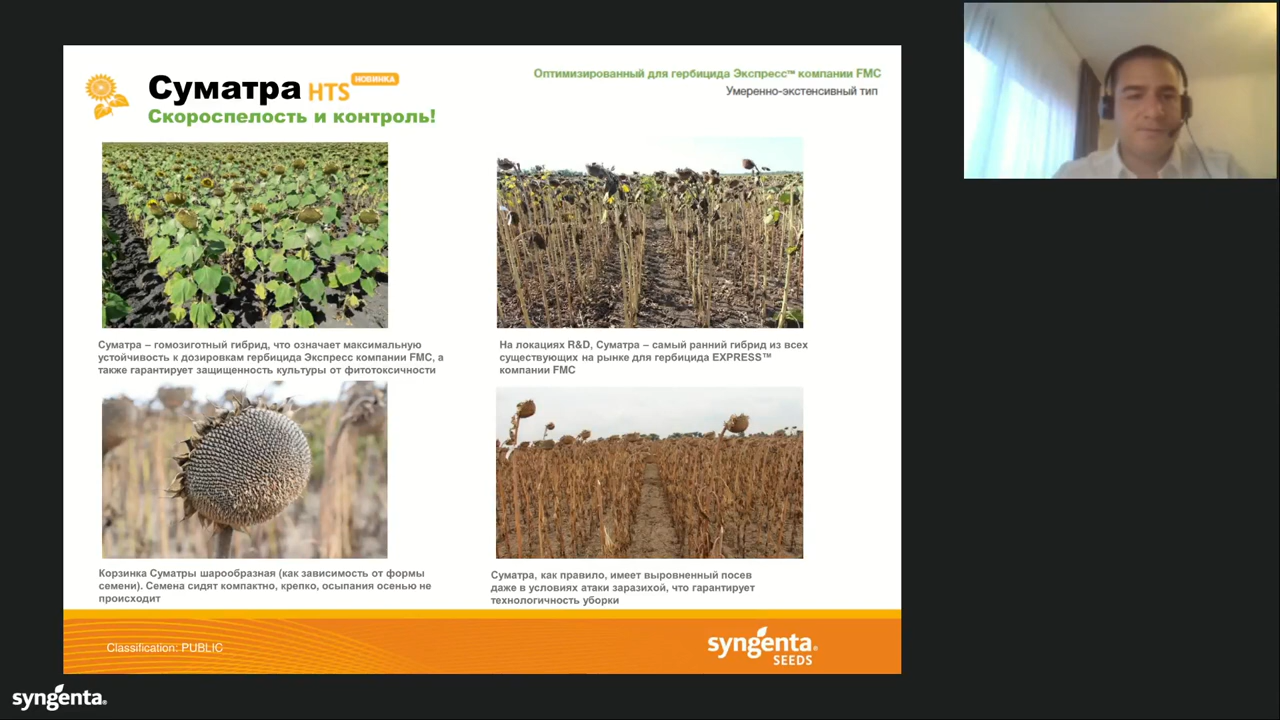 Суматра HTS НОВИНКА
Скороспелость и контроль!
Оптимизированный для гербицида Экспресс™ компании FMC
Умеренно-экстенсивный тип
Суматра – гомозиготный гибрид, что означает максимальную
устойчивость к дозировкам гербицида Экспресс компании FMC, а
также гарантирует защищенность культуры от фитотоксичности
На локациях R&D, Суматра – самый ранний гибрид из всех
существующих на рынке для гербицида EXPRESS™
компании FMC
Корзинка Суматры шарообразная (как зависимость от формы
семени). Семена сидят компактно, крепко, осыпания осенью не
происходит
Суматра, как правило, имеет выровненный посев
даже в условиях атаки заразихой, что гарантирует
технологичность уборки
Classification: PUBLIC
syngenta®
SEEDS
syngenta®